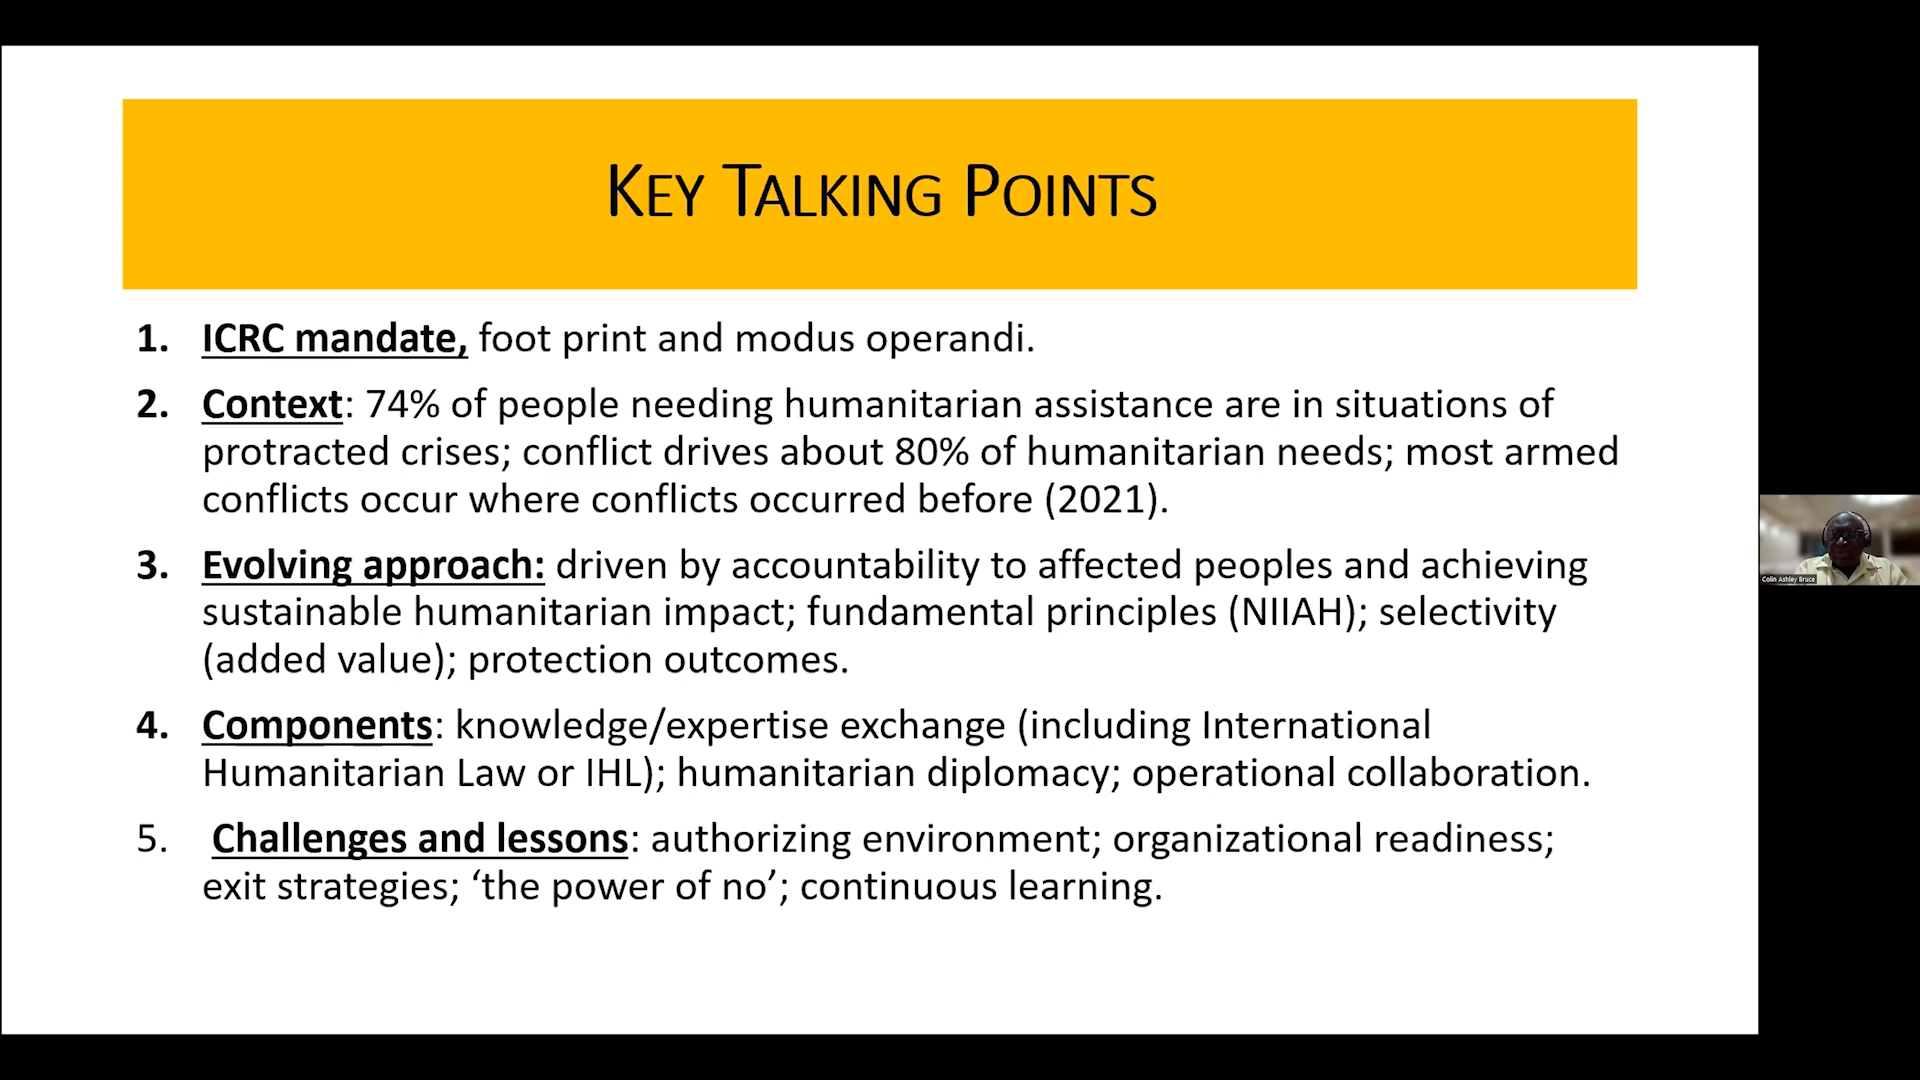 KEY TALKING POINTS
1. ICRC mandate, foot print and modus operandi.
2. Context: 74% of people needing humanitarian assistance are in situations of
protracted crises; conflict drives about 80% of humanitarian needs; most armed
conflicts occur where conflicts occurred before (2021).
3. Evolving approach: driven by accountability to affected peoples and achieving
sustainable humanitarian impact; fundamental principles (NIIAH); selectivity
(added value); protection outcomes.
4. Components: knowledge/expertise exchange (including International
Humanitarian Law or IHL); humanitarian diplomacy; operational collaboration.
5. Challenges and lessons: authorizing environment; organizational readiness;
exit strategies; ‘the power of no’; continuous learning.
Colin Ashley Bruce